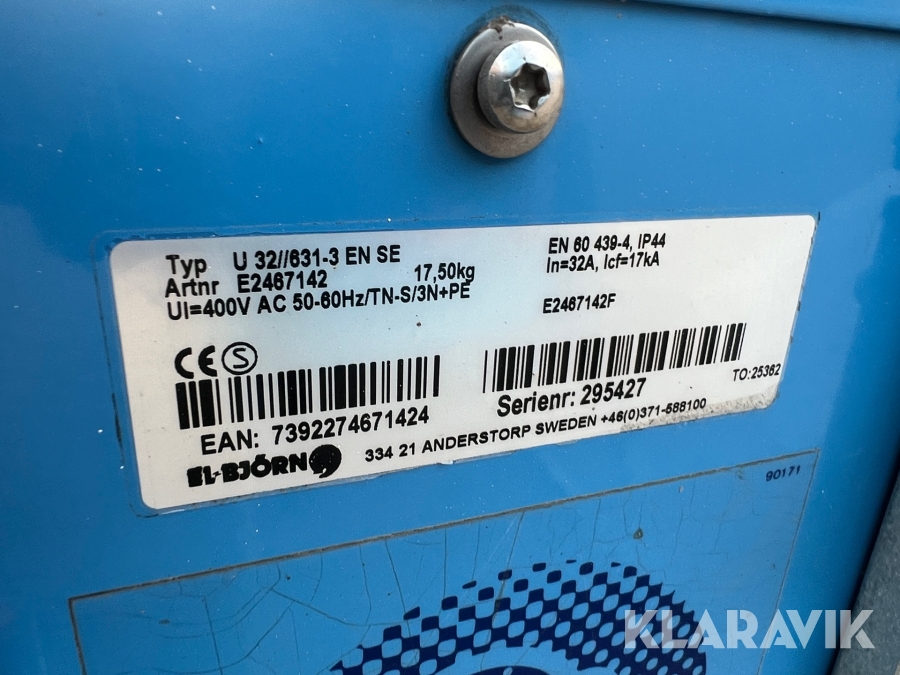 Typ U 32//631-3 EN SE
Artnr E2467142 17,50kg
UI=400V AC 50-60Hz/TN-S/3N+PE
EN 60 439-4, IP44
In=32A, Icf=17kA
E2467142F
CE S
EAN: 7392274671424
Serienr: 295427
TO:25362
EL-BJÖRN
334 21 ANDERSTORP SWEDEN +46(0)371-588100
90171
KLARAVIK